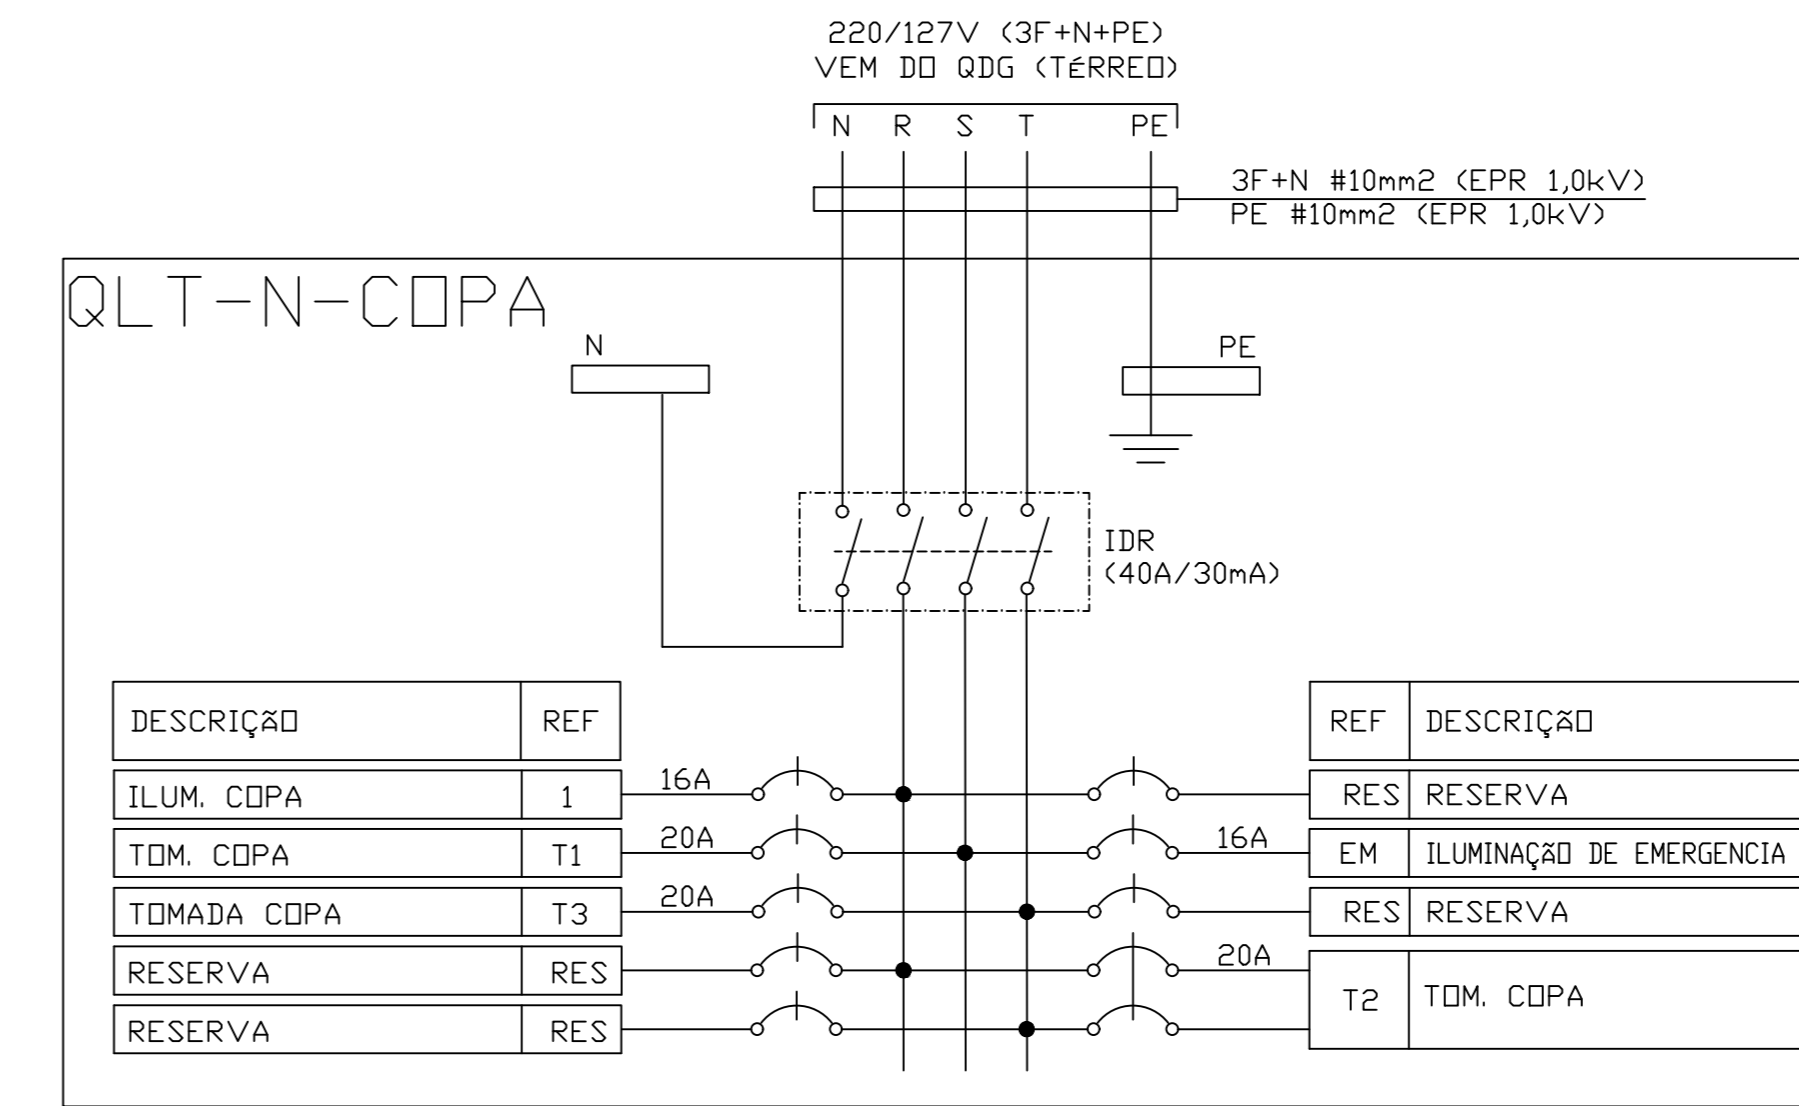 220/127V (3F+N+PE)
VEM DO QDG (TéRREO)
N R S T PE
3F+N #10mm2 (EPR 1,0kV)
PE #10mm2 (EPR 1,0kV)
QLT-N-COPA
N
PE
IDR
(40A/30mA)
DESCRIÇãO REF
REF DESCRIÇãO
ILUM. COPA 1 16A
RES RESERVA
TOM. COPA T1 20A
16A EM ILUMINAÇãO DE EMERGENCIA
TOMADA COPA T3 20A
RES RESERVA
RESERVA RES
20A
T2 TOM. COPA
RESERVA RES